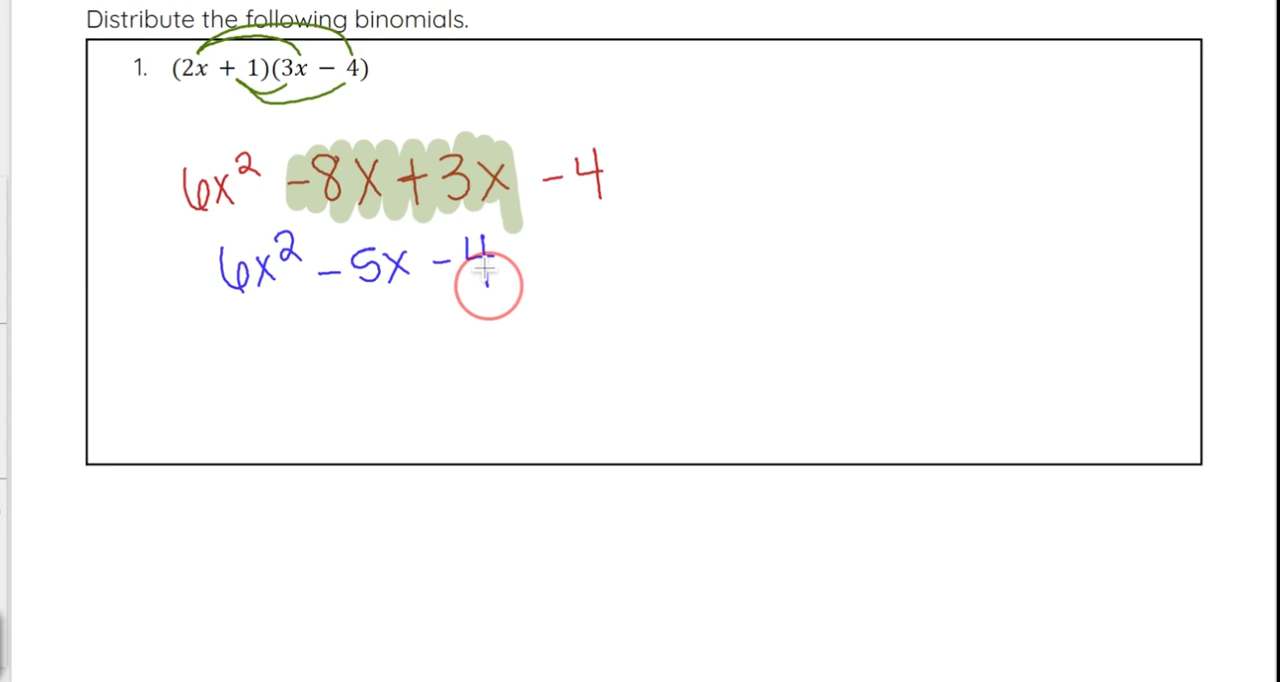 Distribute the following binomials.
1. (2x + 1)(3x − 4)
6x² -8x+3x -4
6x² - 5x - 4